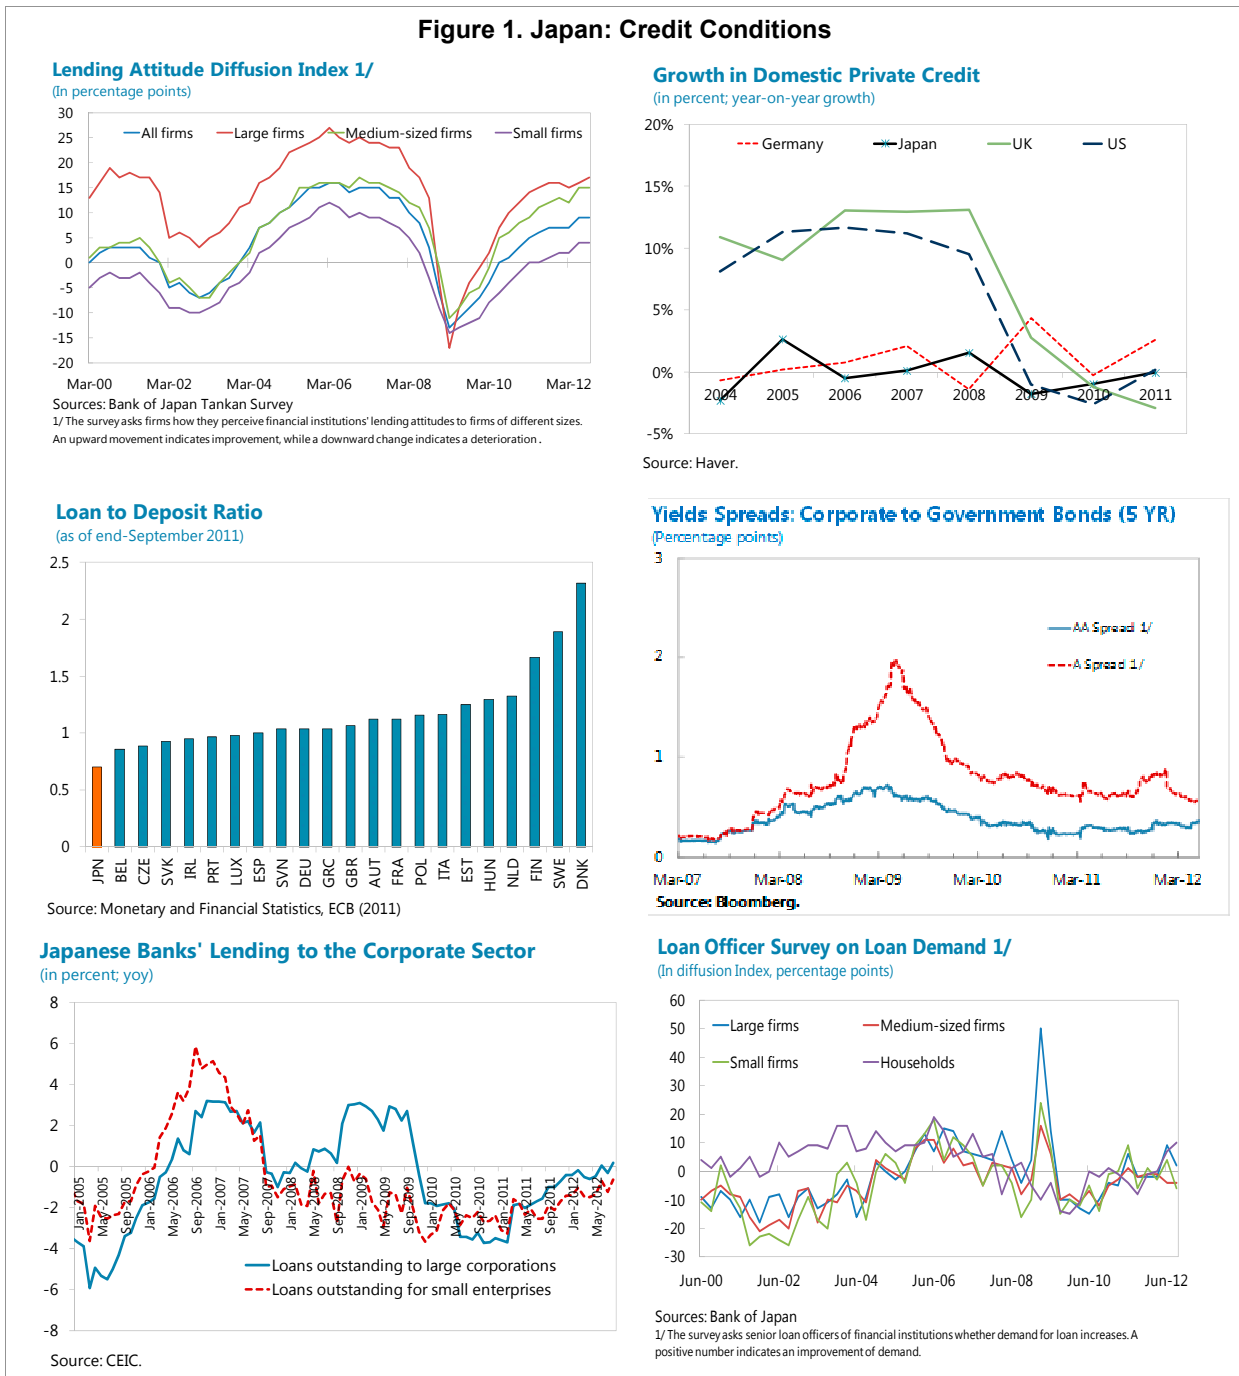 Figure 1. Japan: Credit Conditions
Lending Attitude Diffusion Index 1/
(In percentage points)
30
25
20
15
10
5
0
-5
-10
-15
-20
All firms
Large firms
Medium-sized firms
Small firms
Mar-00
Mar-02
Mar-04
Mar-06
Mar-08
Mar-10
Mar-12
Sources: Bank of Japan Tankan Survey
1/ The survey asks firms how they perceive financial institutions' lending attitudes to firms of different sizes.
An upward movement indicates improvement, while a downward change indicates a deterioration .
Growth in Domestic Private Credit
(in percent; year-on-year growth)
20%
15%
10%
5%
0%
-5%
Germany
Japan
UK
US
2004
2005
2006
2007
2008
2009
2010
2011
Source: Haver.
Loan to Deposit Ratio
(as of end-September 2011)
2.5
2
1.5
1
0.5
0
JPN
BEL
CZE
SVK
IRL
PRT
LUX
ESP
SVN
DEU
GRC
GBR
AUT
FRA
POL
ITA
EST
HUN
NLD
FIN
SWE
DNK
Source: Monetary and Financial Statistics, ECB (2011)
Yields Spreads: Corporate to Government Bonds (5 YR)
(Percentage points)
3
2
1
0
AA Spread 1/
A Spread 1/
Mar-07
Mar-08
Mar-09
Mar-10
Mar-11
Mar-12
Source: Bloomberg.
Japanese Banks' Lending to the Corporate Sector
(in percent; yoy)
8
6
4
2
0
-2
-4
-6
-8
Jan-2005
May-2005
Sep-2005
Jan-2006
May-2006
Sep-2006
Jan-2007
May-2007
Sep-2007
Jan-2008
May-2008
Sep-2008
Jan-2009
May-2009
Sep-2009
Jan-2010
May-2010
Sep-2010
Jan-2011
May-2011
Sep-2011
Jan-2012
May-2012
Loans outstanding to large corporations
Loans outstanding for small enterprises
Source: CEIC.
Loan Officer Survey on Loan Demand 1/
(In diffusion Index, percentage points)
60
50
40
30
20
10
0
-10
-20
-30
Large firms
Medium-sized firms
Small firms
Households
Jun-00
Jun-02
Jun-04
Jun-06
Jun-08
Jun-10
Jun-12
Sources: Bank of Japan
1/ The survey asks senior loan officers of financial institutions whether demand for loan increases. A
positive number indicates an improvement of demand.